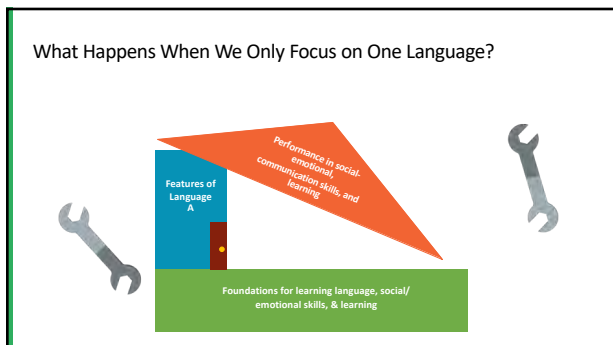 What Happens When We Only Focus on One Language?
Performance in social-
emotional,
communication skills, and
learning
Features of
Language
A
Foundations for learning language, social/
emotional skills, & learning